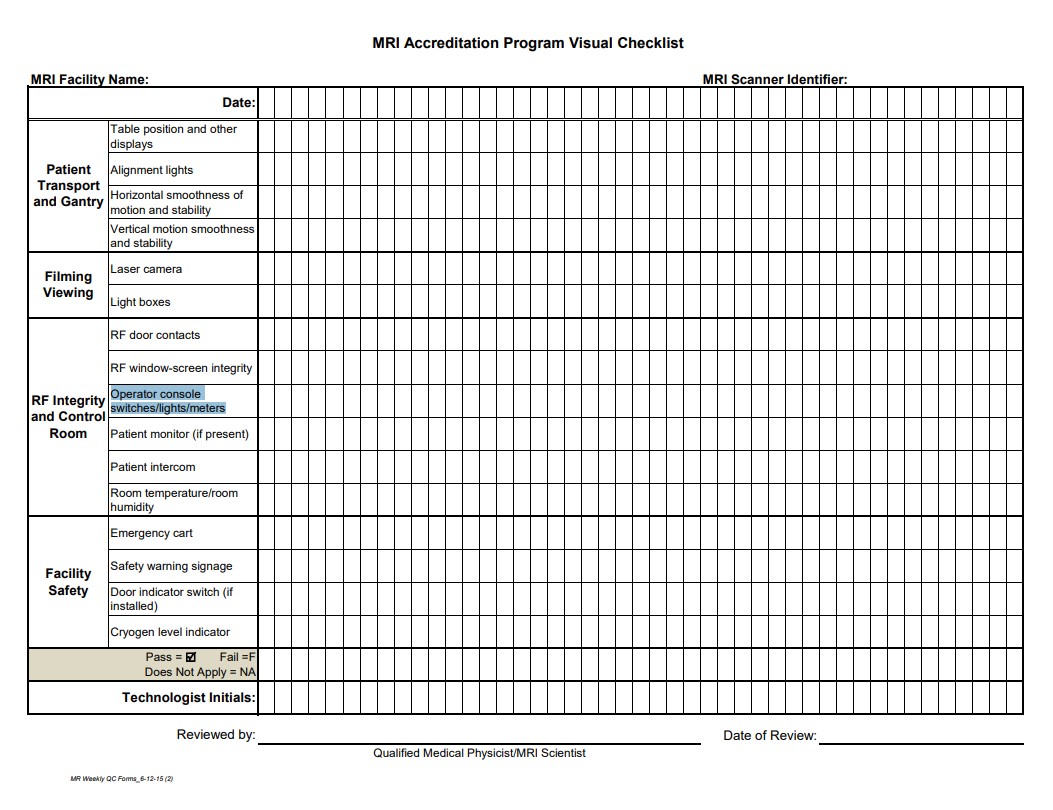 MRI Accreditation Program Visual Checklist
MRI Facility Name:
MRI Scanner Identifier:
Date:
Patient
Transport
and Gantry
Table position and other
displays
Alignment lights
Horizontal smoothness of
motion and stability
Vertical motion smoothness
and stability
Filming
Viewing
Laser camera
Light boxes
RF Integrity
and Control
Room
RF door contacts
RF window-screen integrity
Operator console
switches/lights/meters
Patient monitor (if present)
Patient intercom
Room temperature/room
humidity
Facility
Safety
Emergency cart
Safety warning signage
Door indicator switch (if
installed)
Cryogen level indicator
Pass = ☑ Fail =F
Does Not Apply = NA
Technologist Initials:
Reviewed by:
Date of Review:
Qualified Medical Physicist/MRI Scientist
MR Weekly QC Forms_6-12-15 (2)